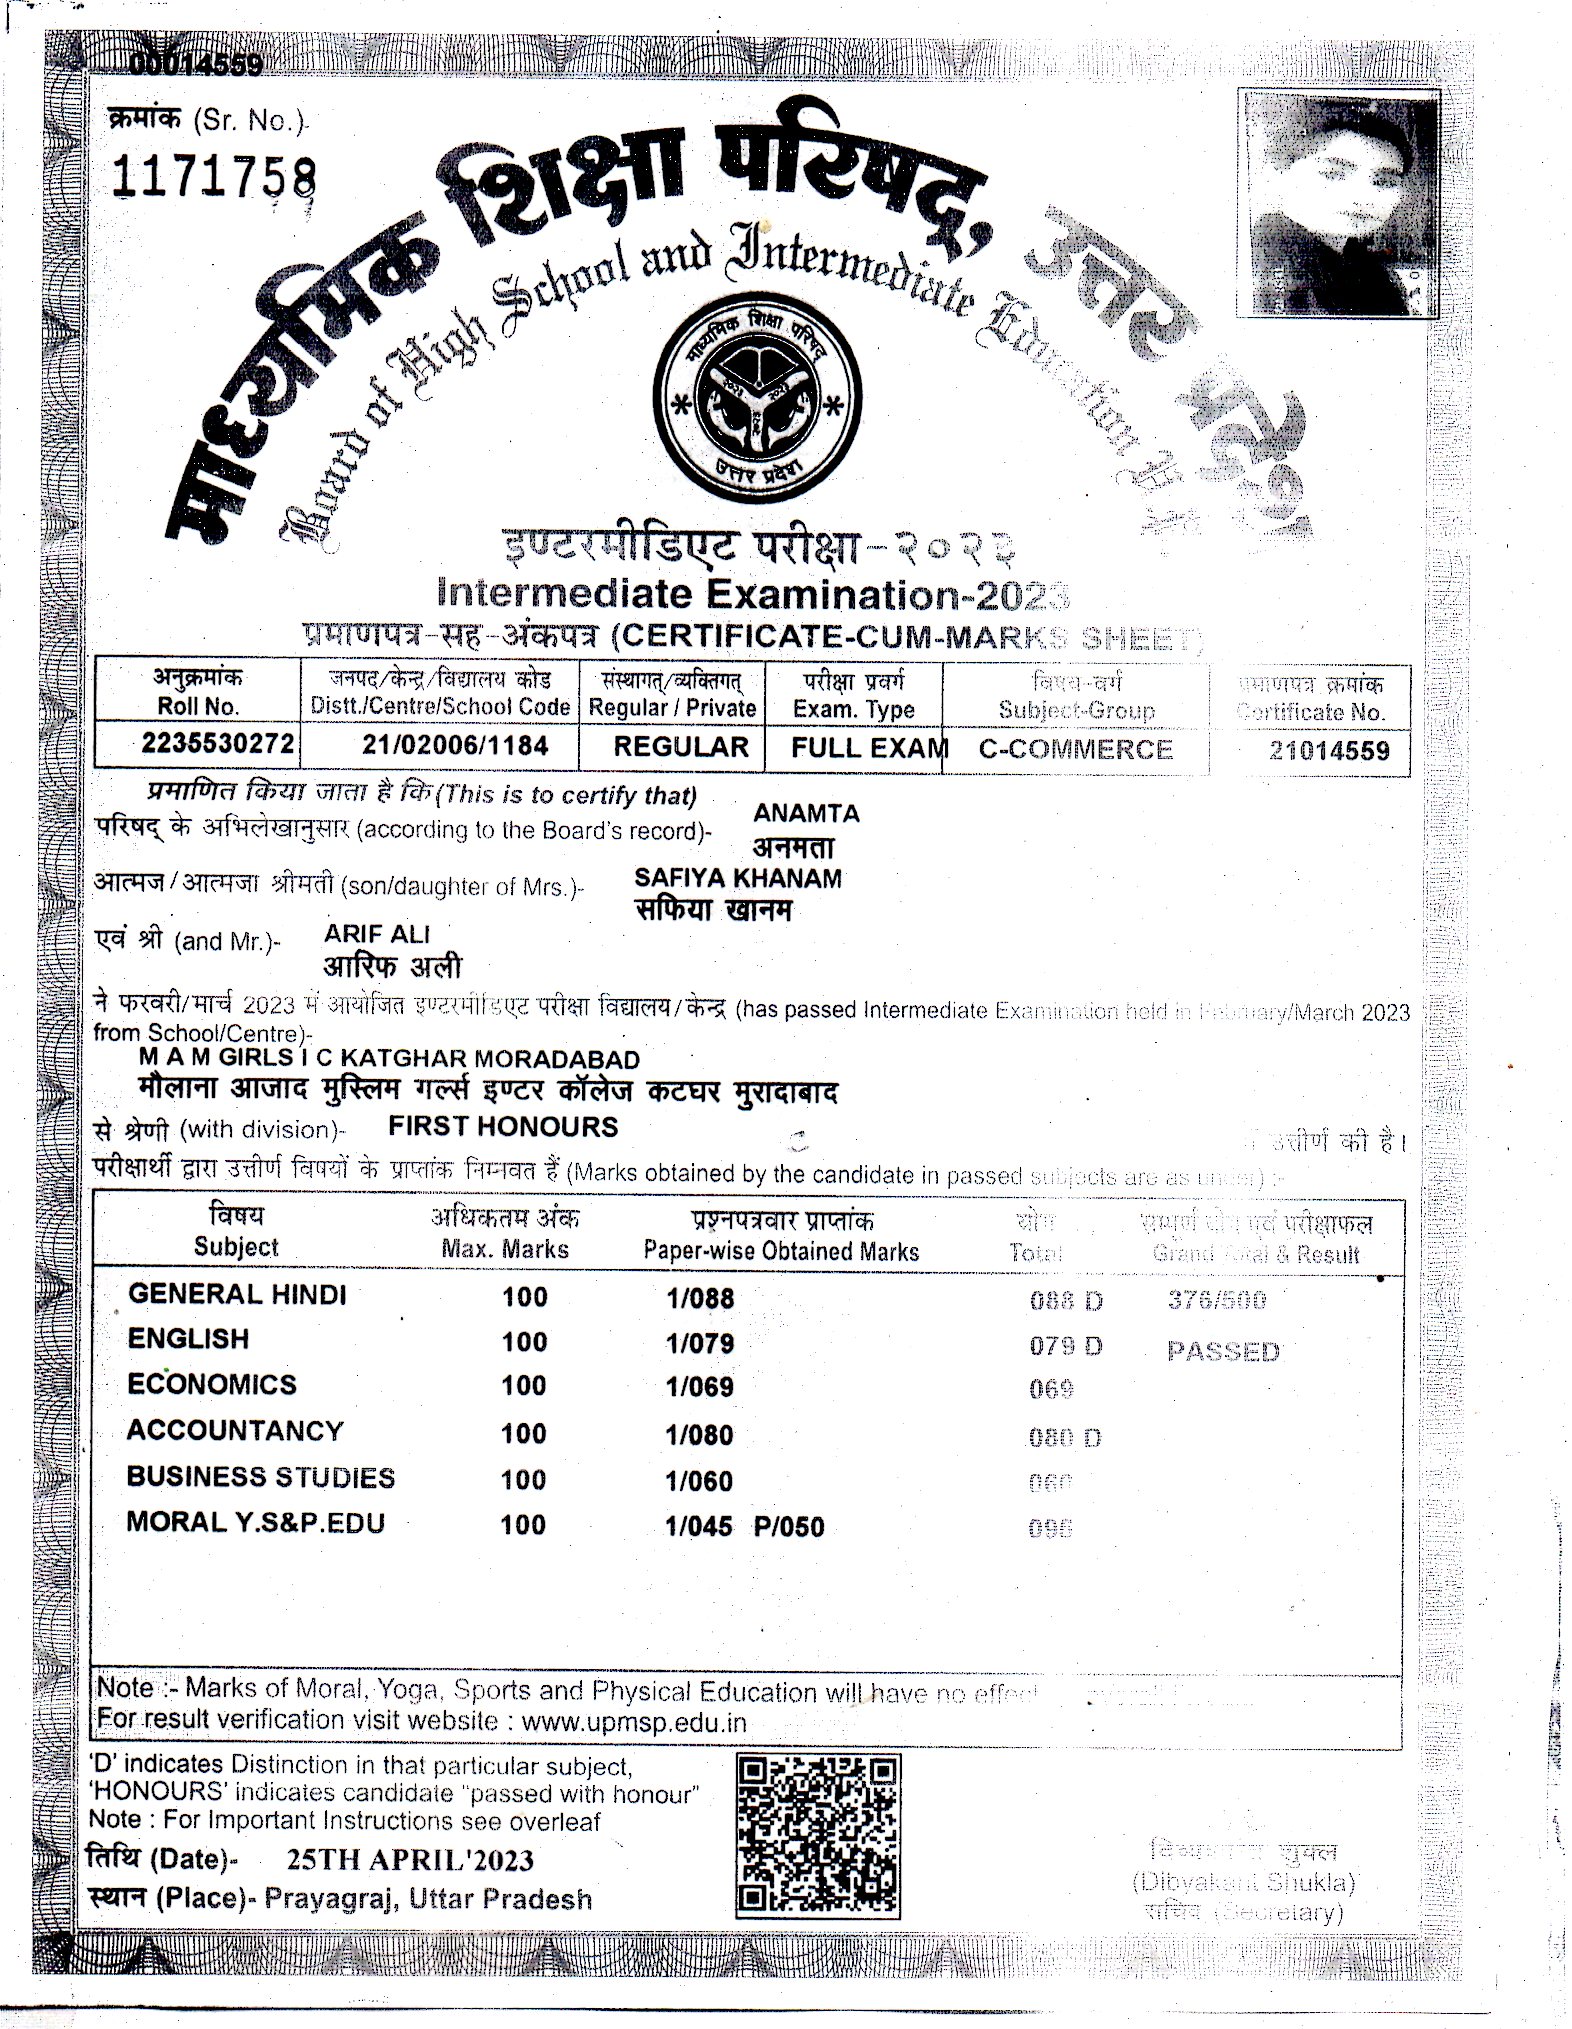 00014559
क्रमांक (Sr. No.)-
1171758
माध्यमिक शिक्षा परिषद्, उत्तर प्रदेश
Board of High School and Intermediate Education
माध्यमिक शिक्षा परिषद्
उत्तर प्रदेश
इण्टरमीडिएट परीक्षा-२०२३
Intermediate Examination-2023
प्रमाणपत्र-सह-अंकपत्र (CERTIFICATE-CUM-MARKS SHEET)
अनुक्रमांक जनपद/केन्द्र/विद्यालय कोड संस्थागत्/व्यक्तिगत् परीक्षा प्रवर्ग विषय-वर्ग प्रमाणपत्र क्रमांक
Roll No. Distt./Centre/School Code Regular / Private Exam. Type Subject-Group Certificate No.
2235530272 21/02006/1184 REGULAR FULL EXAM C-COMMERCE 21014559
प्रमाणित किया जाता है कि (This is to certify that)
परिषद् के अभिलेखानुसार (according to the Board's record)- ANAMTA
अनमता
आत्मज/आत्मजा श्रीमती (son/daughter of Mrs.)- SAFIYA KHANAM
सफिया खानम
एवं श्री (and Mr.)- ARIF ALI
आरिफ अली
ने फरवरी/मार्च 2023 में आयोजित इण्टरमीडिएट परीक्षा विद्यालय/केन्द्र (has passed Intermediate Examination held in February/March 2023
from School/Centre)-
M A M GIRLS I C KATGHAR MORADABAD
मौलाना आजाद मुस्लिम गर्ल्स इण्टर कॉलेज कटघर मुरादाबाद
से श्रेणी (with division)- FIRST HONOURS उत्तीर्ण की है।
परीक्षार्थी द्वारा उत्तीर्ण विषयों के प्राप्तांक निम्नवत हैं (Marks obtained by the candidate in passed subjects are as under) :-
विषय अधिकतम अंक प्रश्नपत्रवार प्राप्तांक योग सम्पूर्ण योग एवं परीक्षाफल
Subject Max. Marks Paper-wise Obtained Marks Total Grand Total & Result
GENERAL HINDI 100 1/088 088 D 376/500
ENGLISH 100 1/079 079 D PASSED
ECONOMICS 100 1/069 069
ACCOUNTANCY 100 1/080 080 D
BUSINESS STUDIES 100 1/060 060
MORAL Y.S&P.EDU 100 1/045 P/050
Note :- Marks of Moral, Yoga, Sports and Physical Education will have no effect
For result verification visit website : www.upmsp.edu.in
'D' indicates Distinction in that particular subject,
'HONOURS' indicates candidate "passed with honour"
Note : For Important Instructions see overleaf
तिथि (Date)- 25TH APRIL'2023
स्थान (Place)- Prayagraj, Uttar Pradesh
शुक्ल
(Dibyakant Shukla)
सचिव (Secretary)